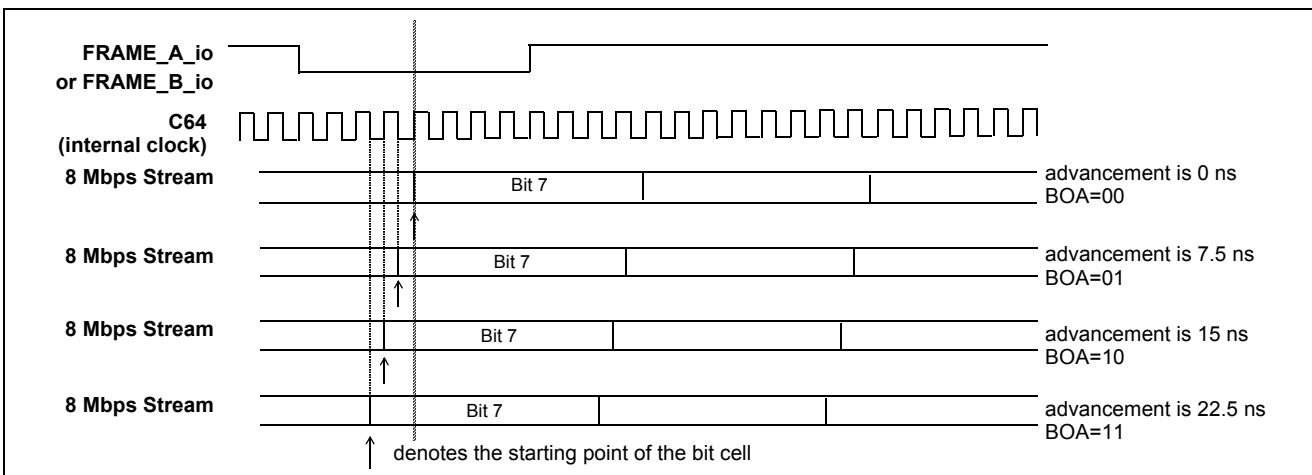 FRAME_A_io
or FRAME_B_io
C64
(internal clock)
8 Mbps Stream
Bit 7
advancement is 0 ns
BOA=00
8 Mbps Stream
Bit 7
advancement is 7.5 ns
BOA=01
8 Mbps Stream
Bit 7
advancement is 15 ns
BOA=10
8 Mbps Stream
Bit 7
advancement is 22.5 ns
BOA=11
denotes the starting point of the bit cell